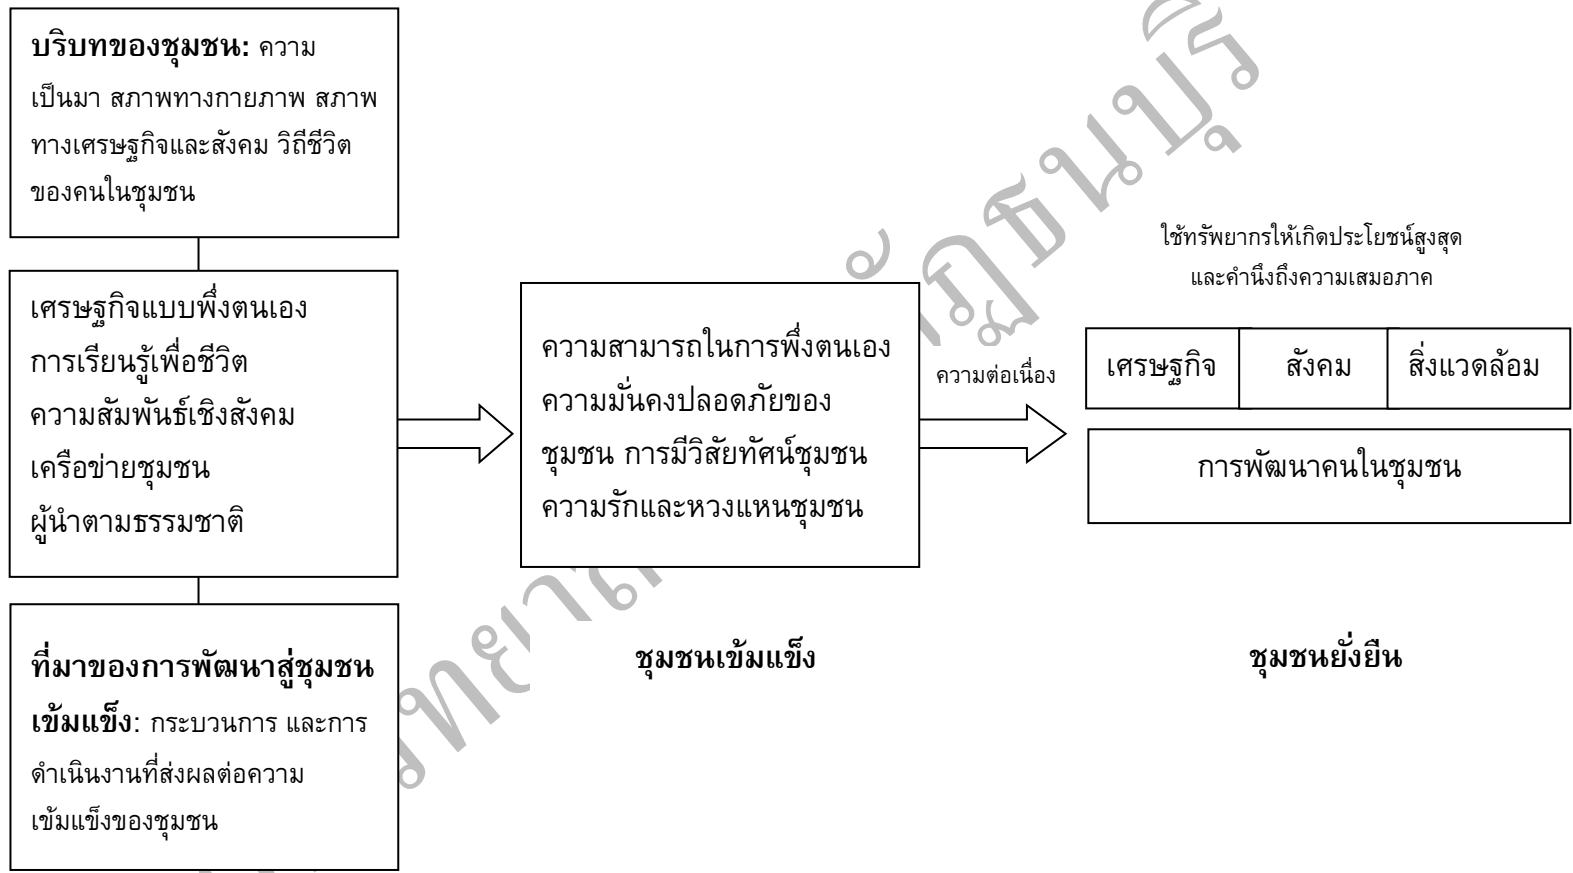 บริบทของชุมชน: ความ
เป็นมา สภาพทางกายภาพ สภาพ
ทางเศรษฐกิจและสังคม วิถีชีวิต
ของคนในชุมชน
เศรษฐกิจแบบพึ่งตนเอง
การเรียนรู้เพื่อชีวิต
ความสัมพันธ์เชิงสังคม
เครือข่ายชุมชน
ผู้นำตามธรรมชาติ
ที่มาของการพัฒนาสู่ชุมชน
เข้มแข็ง: กระบวนการ และการ
ดำเนินงานที่ส่งผลต่อความ
เข้มแข็งของชุมชน
ความสามารถในการพึ่งตนเอง
ความมั่นคงปลอดภัยของ
ชุมชน การมีวิสัยทัศน์ชุมชน
ความรักและหวงแหนชุมชน
ชุมชนเข้มแข็ง
ความต่อเนื่อง
ใช้ทรัพยากรให้เกิดประโยชน์สูงสุด
และคำนึงถึงความเสมอภาค
เศรษฐกิจ สังคม สิ่งแวดล้อม
การพัฒนาคนในชุมชน
ชุมชนยั่งยืน